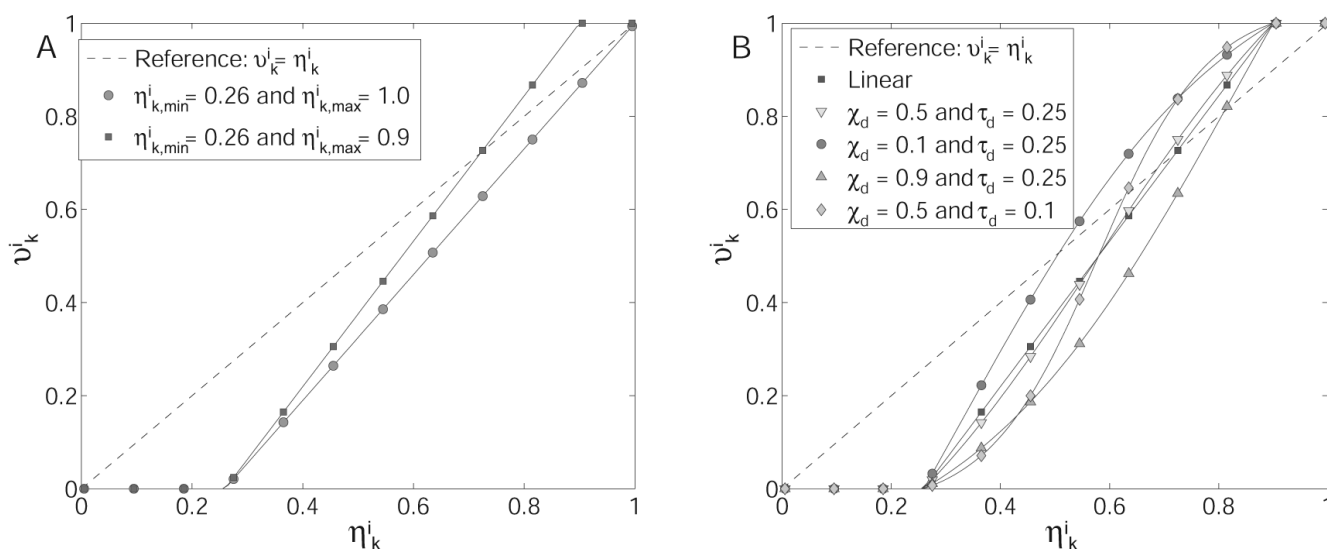 A
Reference: υ^i_k = η^i_k
η^i_k,min = 0.26 and η^i_k,max = 1.0
η^i_k,min = 0.26 and η^i_k,max = 0.9
1
0.8
0.6
0.4
0.2
0
υ^i_k
0 0.2 0.4 0.6 0.8 1
η^i_k
B
Reference: υ^i_k = η^i_k
Linear
χ_d = 0.5 and τ_d = 0.25
χ_d = 0.1 and τ_d = 0.25
χ_d = 0.9 and τ_d = 0.25
χ_d = 0.5 and τ_d = 0.1
1
0.8
0.6
0.4
0.2
0
υ^i_k
0 0.2 0.4 0.6 0.8 1
η^i_k